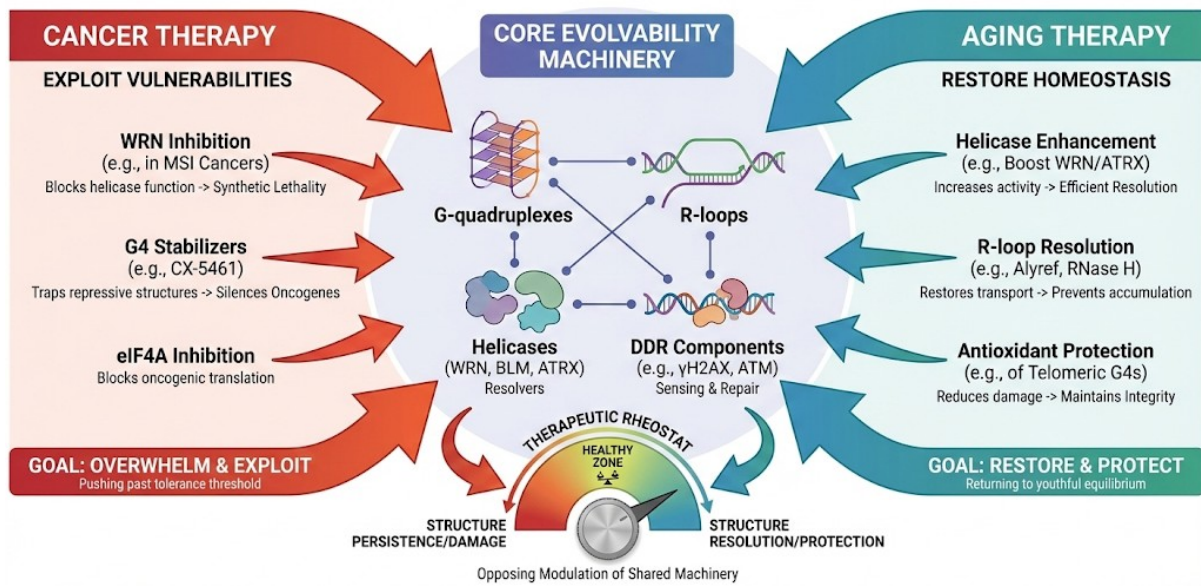 CANCER THERAPY
EXPLOIT VULNERABILITIES
WRN Inhibition
(e.g., in MSI Cancers)
Blocks helicase function -> Synthetic Lethality
G4 Stabilizers
(e.g., CX-5461)
Traps repressive structures -> Silences Oncogenes
eIF4A Inhibition
Blocks oncogenic translation
GOAL: OVERWHELM & EXPLOIT
Pushing past tolerance threshold
CORE EVOLVABILITY
MACHINERY
G-quadruplexes
R-loops
Helicases
(WRN, BLM, ATRX)
Resolvers
DDR Components
(e.g., γH2AX, ATM)
Sensing & Repair
THERAPEUTIC RHEOSTAT
HEALTHY
ZONE
STRUCTURE
PERSISTENCE/DAMAGE
STRUCTURE
RESOLUTION/PROTECTION
Opposing Modulation of Shared Machinery
AGING THERAPY
RESTORE HOMEOSTASIS
Helicase Enhancement
(e.g., Boost WRN/ATRX)
Increases activity -> Efficient Resolution
R-loop Resolution
(e.g., Alyref, RNase H)
Restores transport -> Prevents accumulation
Antioxidant Protection
(e.g., of Telomeric G4s)
Reduces damage -> Maintains Integrity
GOAL: RESTORE & PROTECT
Returning to youthful equilibrium